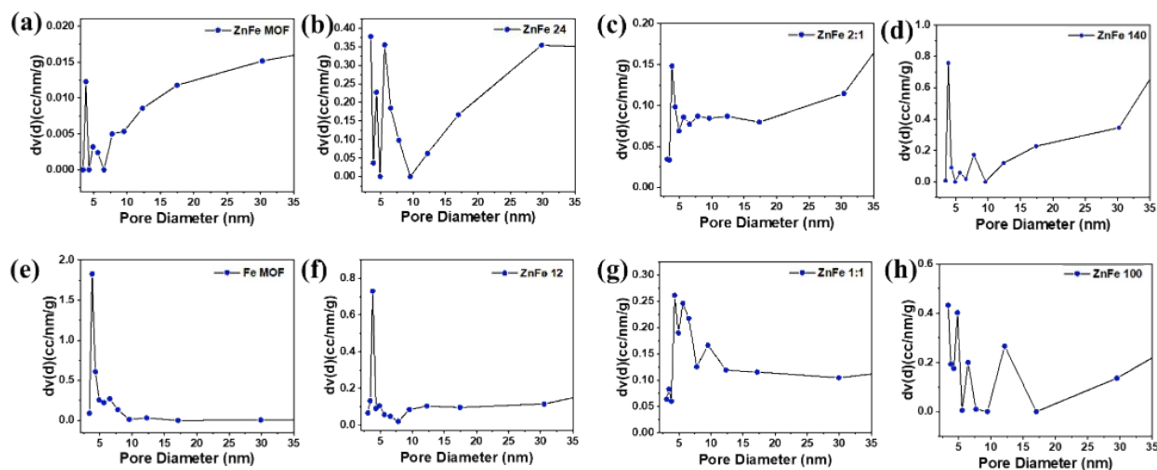 (a)
ZnFe MOF
0.020
0.015
0.010
0.005
0.000
dv(d)(cc/nm/g)
5 10 15 20 25 30 35
Pore Diameter (nm)
(b)
ZnFe 24
0.40
0.35
0.30
0.25
0.20
0.15
0.10
0.05
0.00
dv(d)(cc/nm/g)
5 10 15 20 25 30 35
Pore Diameter (nm)
(c)
ZnFe 2:1
0.20
0.15
0.10
0.05
0.00
dv(d)(cc/nm/g)
5 10 15 20 25 30 35
Pore Diameter (nm)
(d)
ZnFe 140
1.0
0.8
0.6
0.4
0.2
0.0
dv(d)(cc/nm/g)
5 10 15 20 25 30 35
Pore Diameter (nm)
(e)
Fe MOF
2.0
1.5
1.0
0.5
0.0
dv(d)(cc/nm/g)
5 10 15 20 25 30 35
Pore Diameter (nm)
(f)
ZnFe 12
0.8
0.6
0.4
0.2
0.0
dv(d)(cc/nm/g)
5 10 15 20 25 30 35
Pore Diameter (nm)
(g)
ZnFe 1:1
0.30
0.25
0.20
0.15
0.10
0.05
0.00
dv(d)(cc/nm/g)
5 10 15 20 25 30 35
Pore Diameter (nm)
(h)
ZnFe 100
0.6
0.4
0.2
0.0
dv(d)(cc/nm/g)
5 10 15 20 25 30 35
Pore Diameter (nm)